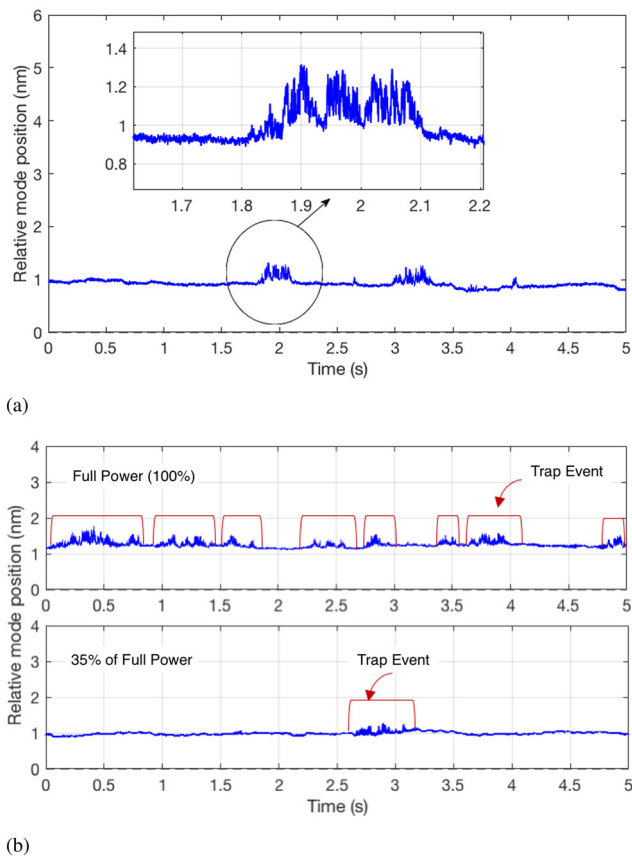 6
5
4
3
2
1
0
Relative mode position (nm)
1.4
1.2
1
0.8
1.7 1.8 1.9 2 2.1 2.2
0 0.5 1 1.5 2 2.5 3 3.5 4 4.5 5
Time (s)
(a)
Relative mode position (nm)
4
3
2
1
0
Full Power (100%)
Trap Event
0 0.5 1 1.5 2 2.5 3 3.5 4 4.5 5
4
3
2
1
0
35% of Full Power
Trap Event
0 0.5 1 1.5 2 2.5 3 3.5 4 4.5 5
Time (s)
(b)